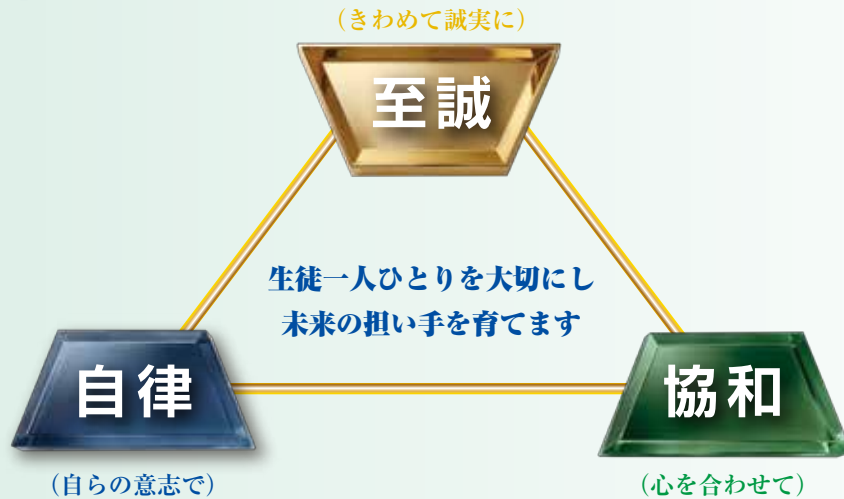 （きわめて誠実に）
至誠
生徒一人ひとりを大切にし
未来の担い手を育てます
自律
協和
（自らの意志で）
（心を合わせて）